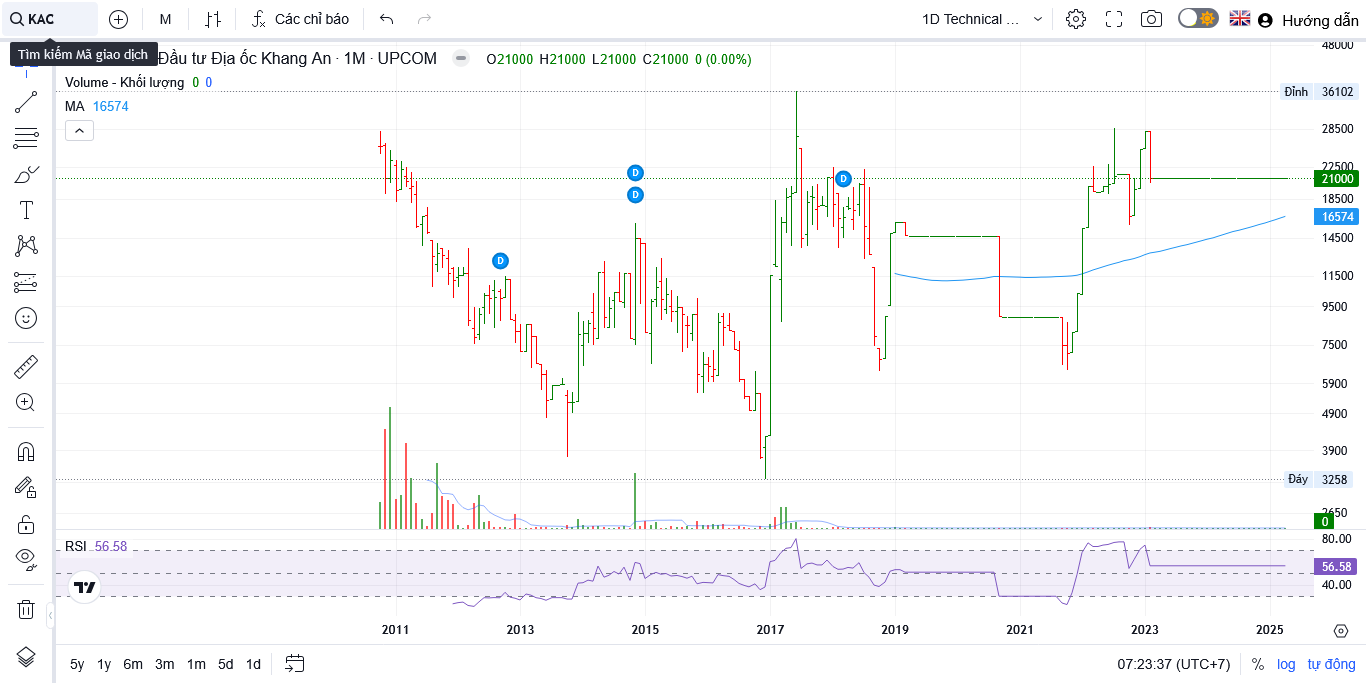 KAC
M
Các chỉ báo
1D Technical ...
Hướng dẫn
Tìm kiếm Mã giao dịch
Đầu tư Địa ốc Khang An · 1M · UPCOM
O21000 H21000 L21000 C21000 0 (0.00%)
Volume - Khối lượng 0 0
MA 16574
48000
Đỉnh 36102
28500
22500
21000
18500
16574
14500
11500
9500
7500
5900
4900
3900
Đáy 3258
2650
0
D
D
D
D
RSI 56.58
80.00
56.58
40.00
2011 2013 2015 2017 2019 2021 2023 2025
5y 1y 6m 3m 1m 5d 1d
07:23:37 (UTC+7) % log tự động